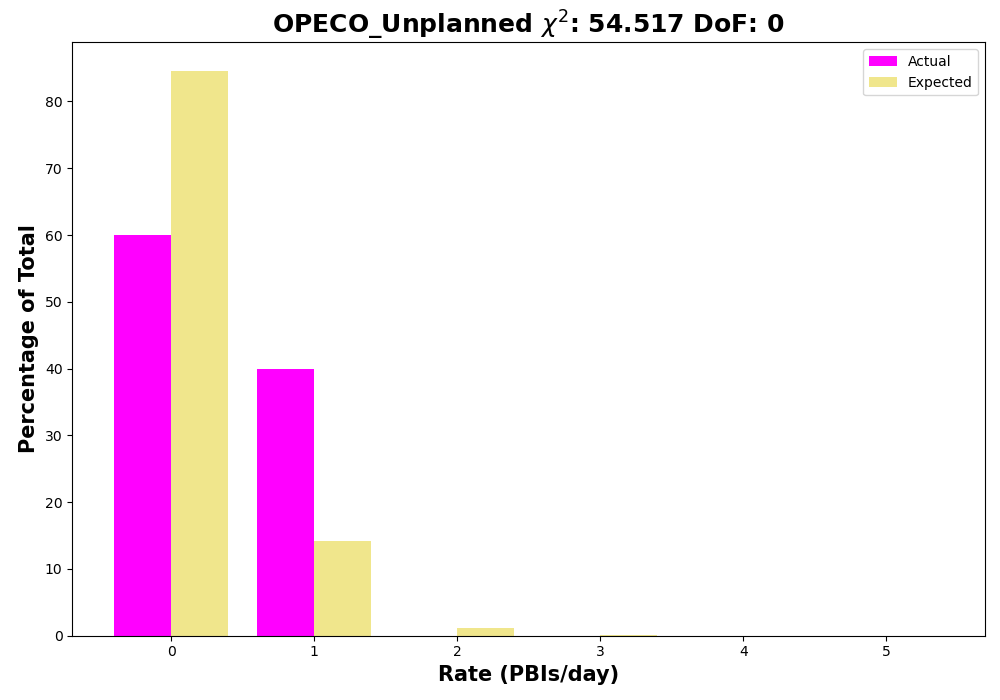 OPECO_Unplanned χ²: 54.517 DoF: 0
Actual
Expected
Percentage of Total
80
70
60
50
40
30
20
10
0
0 1 2 3 4 5
Rate (PBIs/day)